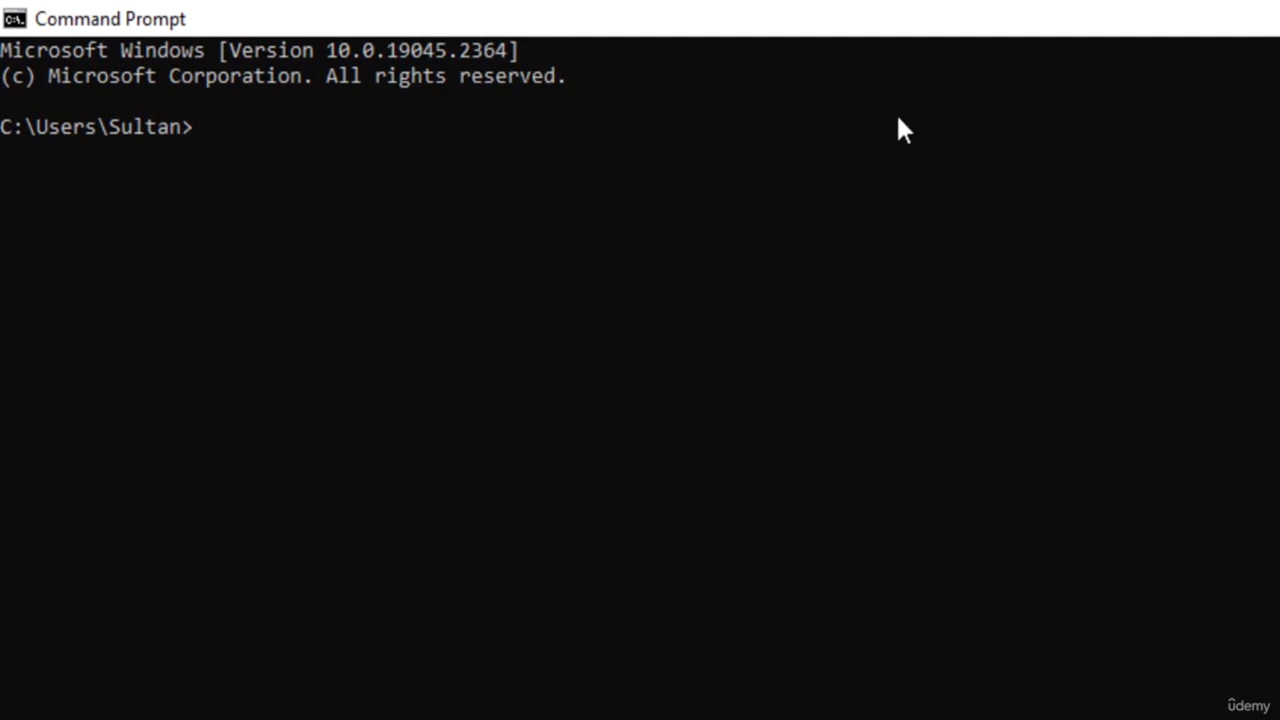 Command Prompt
Microsoft Windows [Version 10.0.19045.2364]
(c) Microsoft Corporation. All rights reserved.
C:\Users\Sultan>
ûdemy